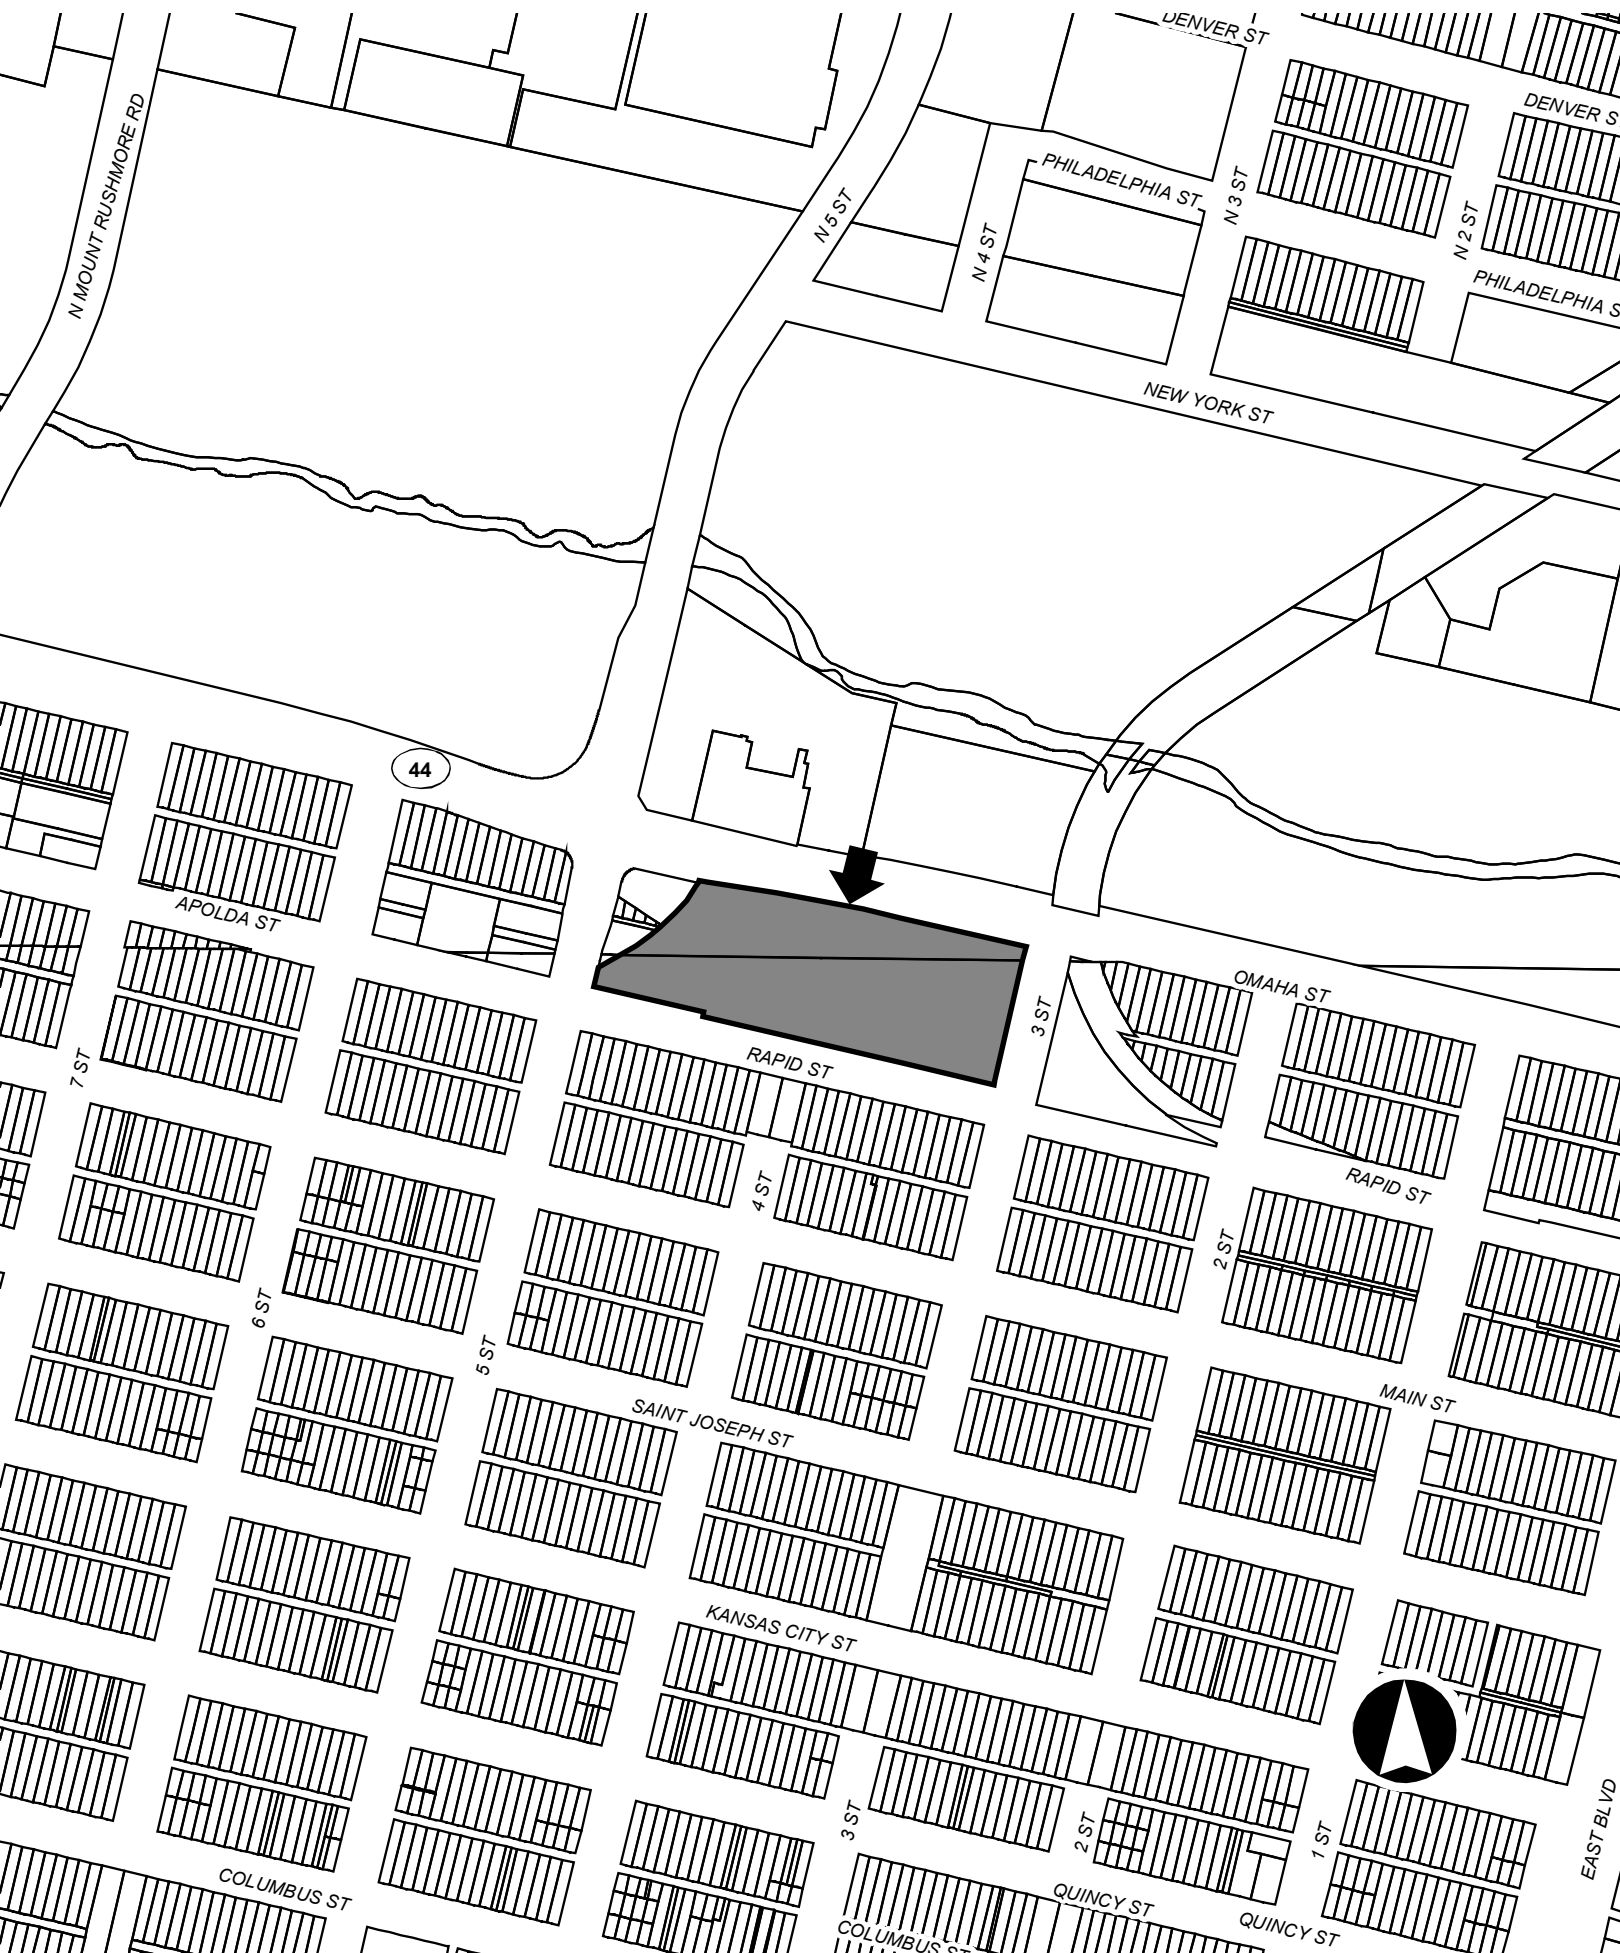 DENVER ST
DENVER S
N MOUNT RUSHMORE RD
PHILADELPHIA ST
N 3 ST
N 5 ST
N 2 ST
N 4 ST
PHILADELPHIA S
NEW YORK ST
44
APOLDA ST
OMAHA ST
3 ST
RAPID ST
7 ST
RAPID ST
4 ST
2 ST
6 ST
5 ST
MAIN ST
SAINT JOSEPH ST
KANSAS CITY ST
3 ST
2 ST
1 ST
EAST BLVD
COLUMBUS ST
QUINCY ST
QUINCY ST
COLUMBUS ST